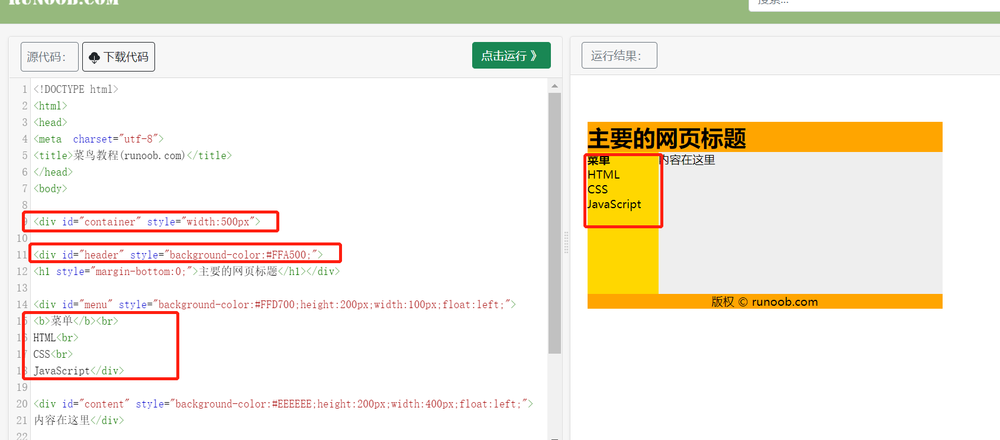 RUNOOB.COM
搜索...
源代码：
下载代码
点击运行 》
运行结果：
1 <!DOCTYPE html>
2 <html>
3 <head>
4 <meta  charset="utf-8">
5 <title>菜鸟教程(runoob.com)</title>
6 </head>
7 <body>
8
9 <div id="container" style="width:500px">
10
11 <div id="header" style="background-color:#FFA500;">
12 <h1 style="margin-bottom:0;">主要的网页标题</h1></div>
13
14 <div id="menu" style="background-color:#FFD700;height:200px;width:100px;float:left;">
15 <b>菜单</b><br>
16 HTML<br>
17 CSS<br>
18 JavaScript</div>
19
20 <div id="content" style="background-color:#EEEEEE;height:200px;width:400px;float:left;">
21 内容在这里</div>
22
主要的网页标题
菜单
内容在这里
HTML
CSS
JavaScript
版权 © runoob.com